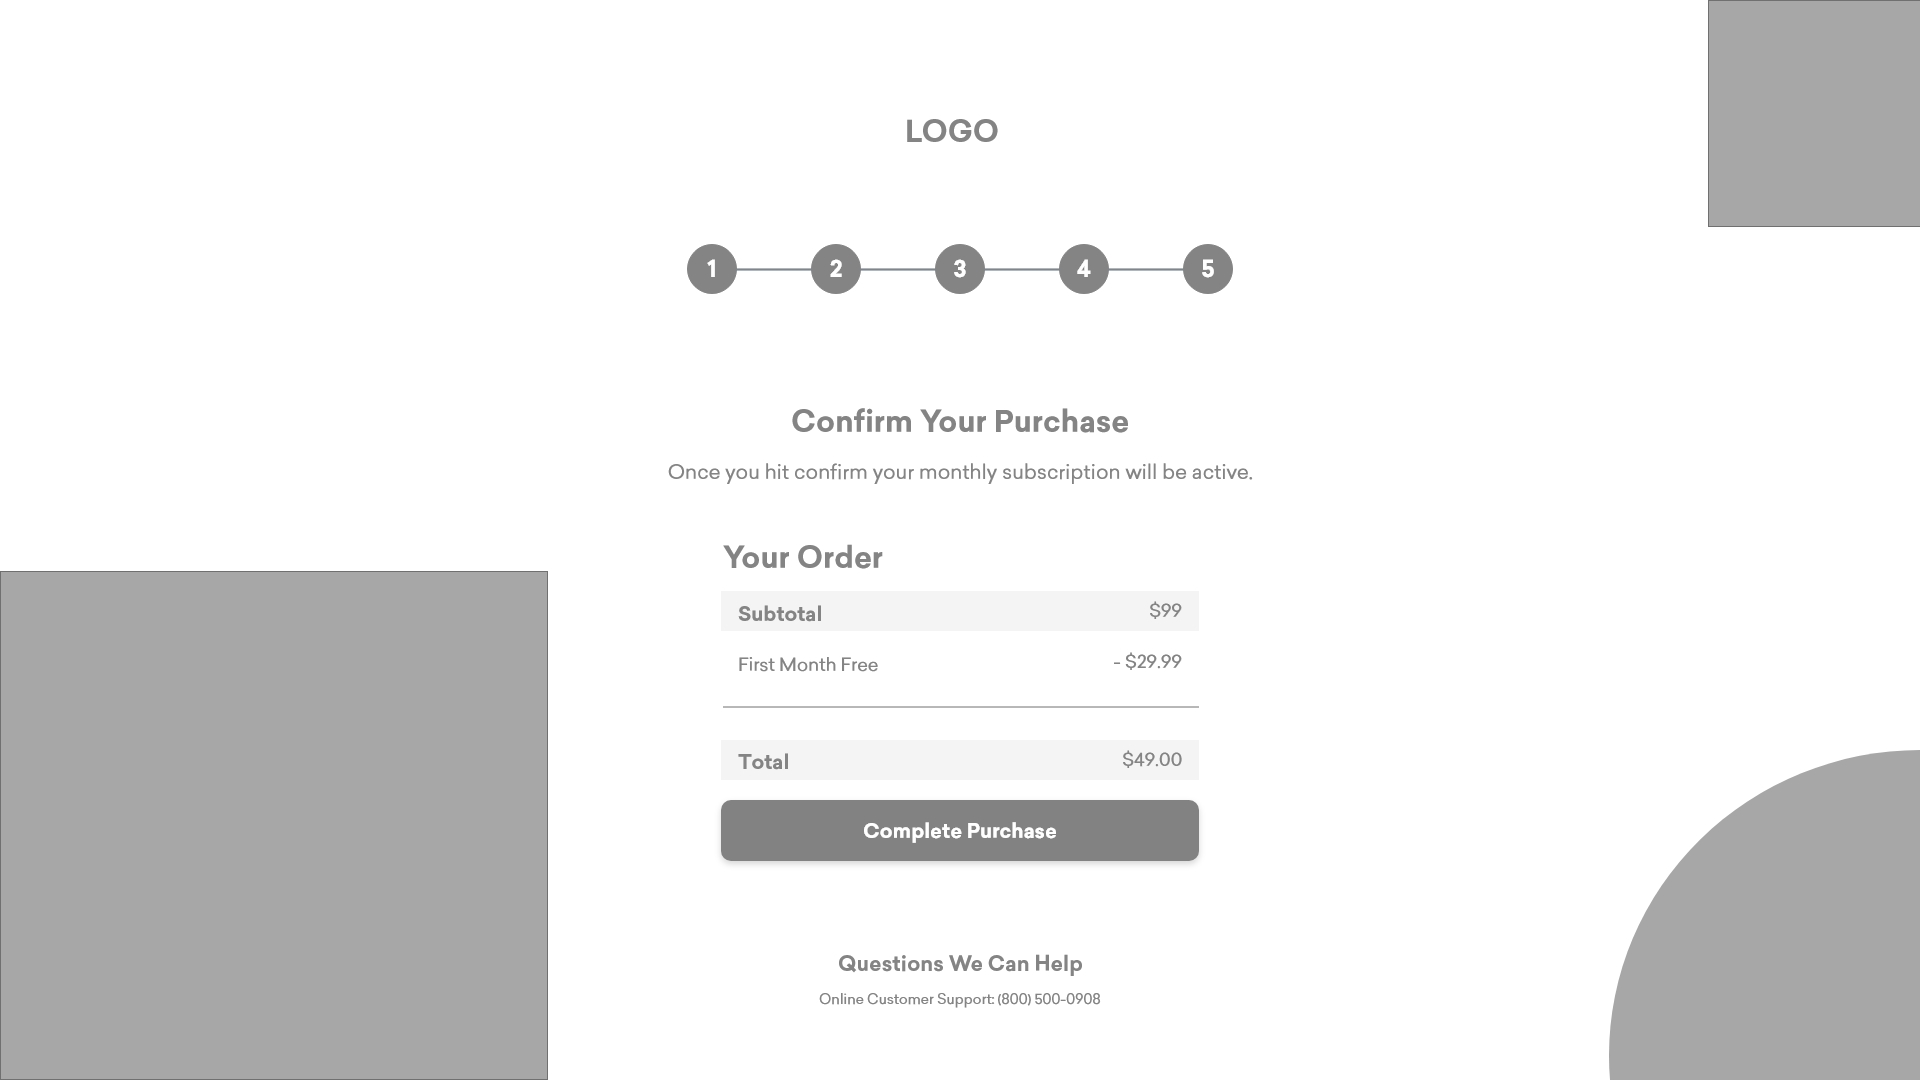 LOGO
1 2 3 4 5
Confirm Your Purchase
Once you hit confirm your monthly subscription will be active.
Your Order
Subtotal $99
First Month Free - $29.99
Total $49.00
Complete Purchase
Questions We Can Help
Online Customer Support: (800) 500-0908